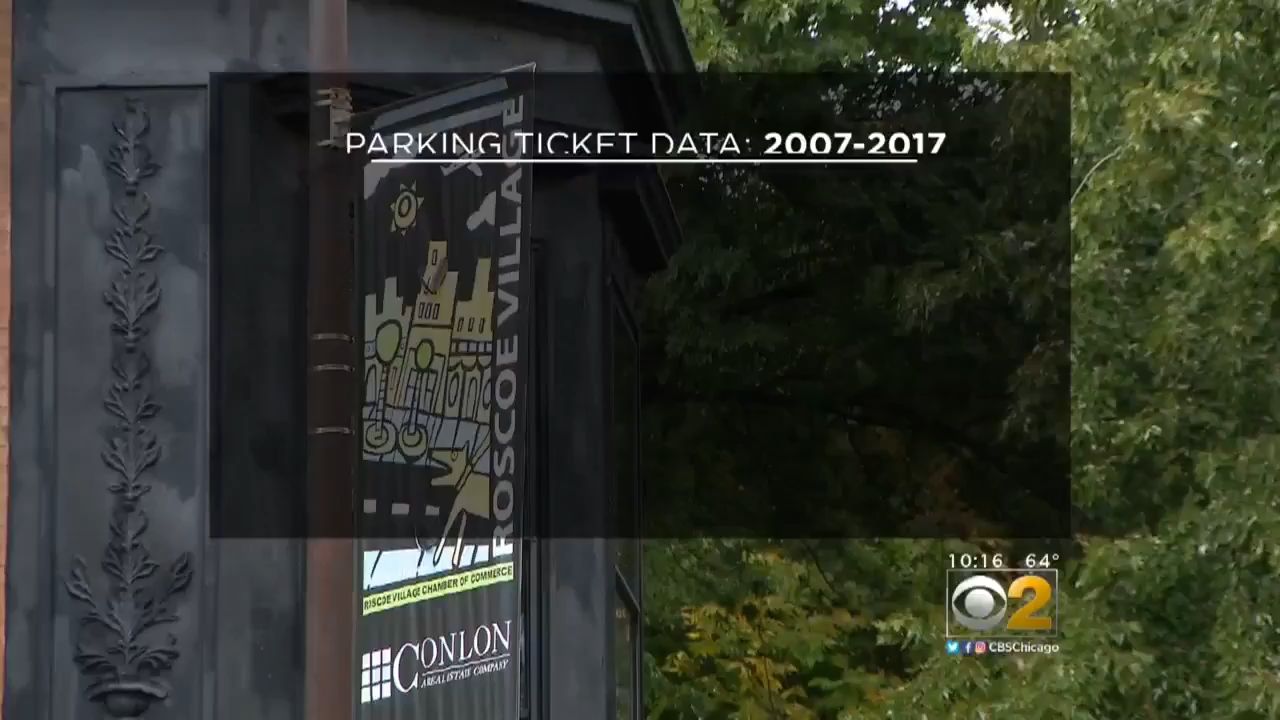 PARKING TICKET DATA: 2007-2017
ROSCOE VILLAGE
ROSCOE VILLAGE CHAMBER OF COMMERCE
CONLON
A REAL ESTATE COMPANY
10:16 64°
2
CBSChicago